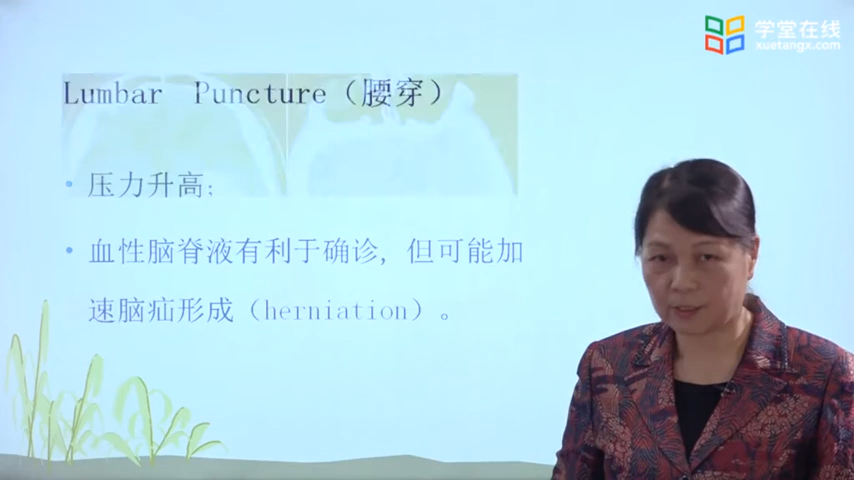 学堂在线
xuetangx.com
Lumbar Puncture（腰穿）
• 压力升高;
• 血性脑脊液有利于确诊, 但可能加
速脑疝形成（herniation）。